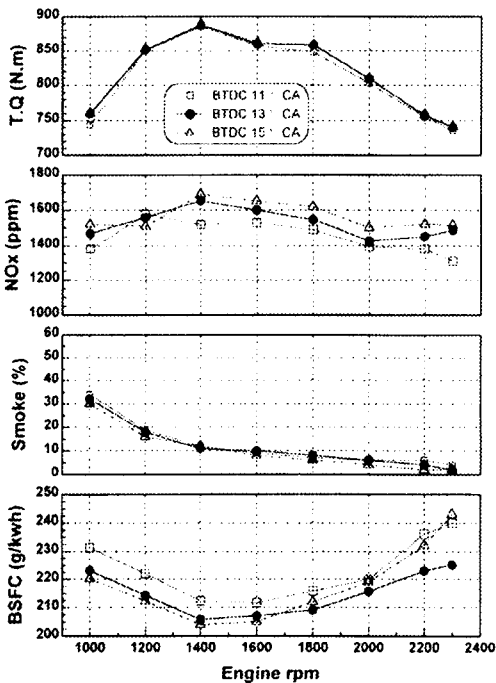 T.Q (N.m)
900
850
800
750
700
BTDC 11 CA
BTDC 13 CA
BTDC 15 CA
NOx (ppm)
1800
1600
1400
1200
1000
Smoke (%)
60
50
40
30
20
10
0
BSFC (g/kwh)
250
240
230
220
210
200
1000 1200 1400 1600 1800 2000 2200 2400
Engine rpm